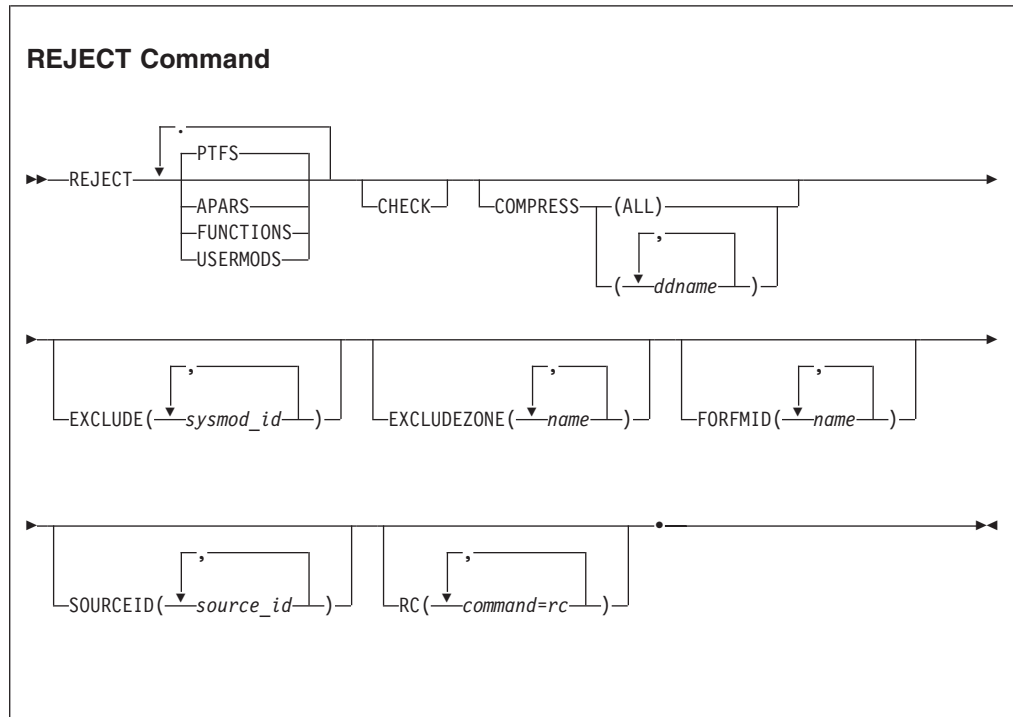 REJECT Command
.
PTFS
REJECT
APARS
FUNCTIONS
USERMODS
CHECK
COMPRESS
(ALL)
,
( ddname )
,
EXCLUDE( sysmod_id )
,
EXCLUDEZONE( name )
,
FORFMID( name )
,
SOURCEID( source_id )
,
RC( command=rc )